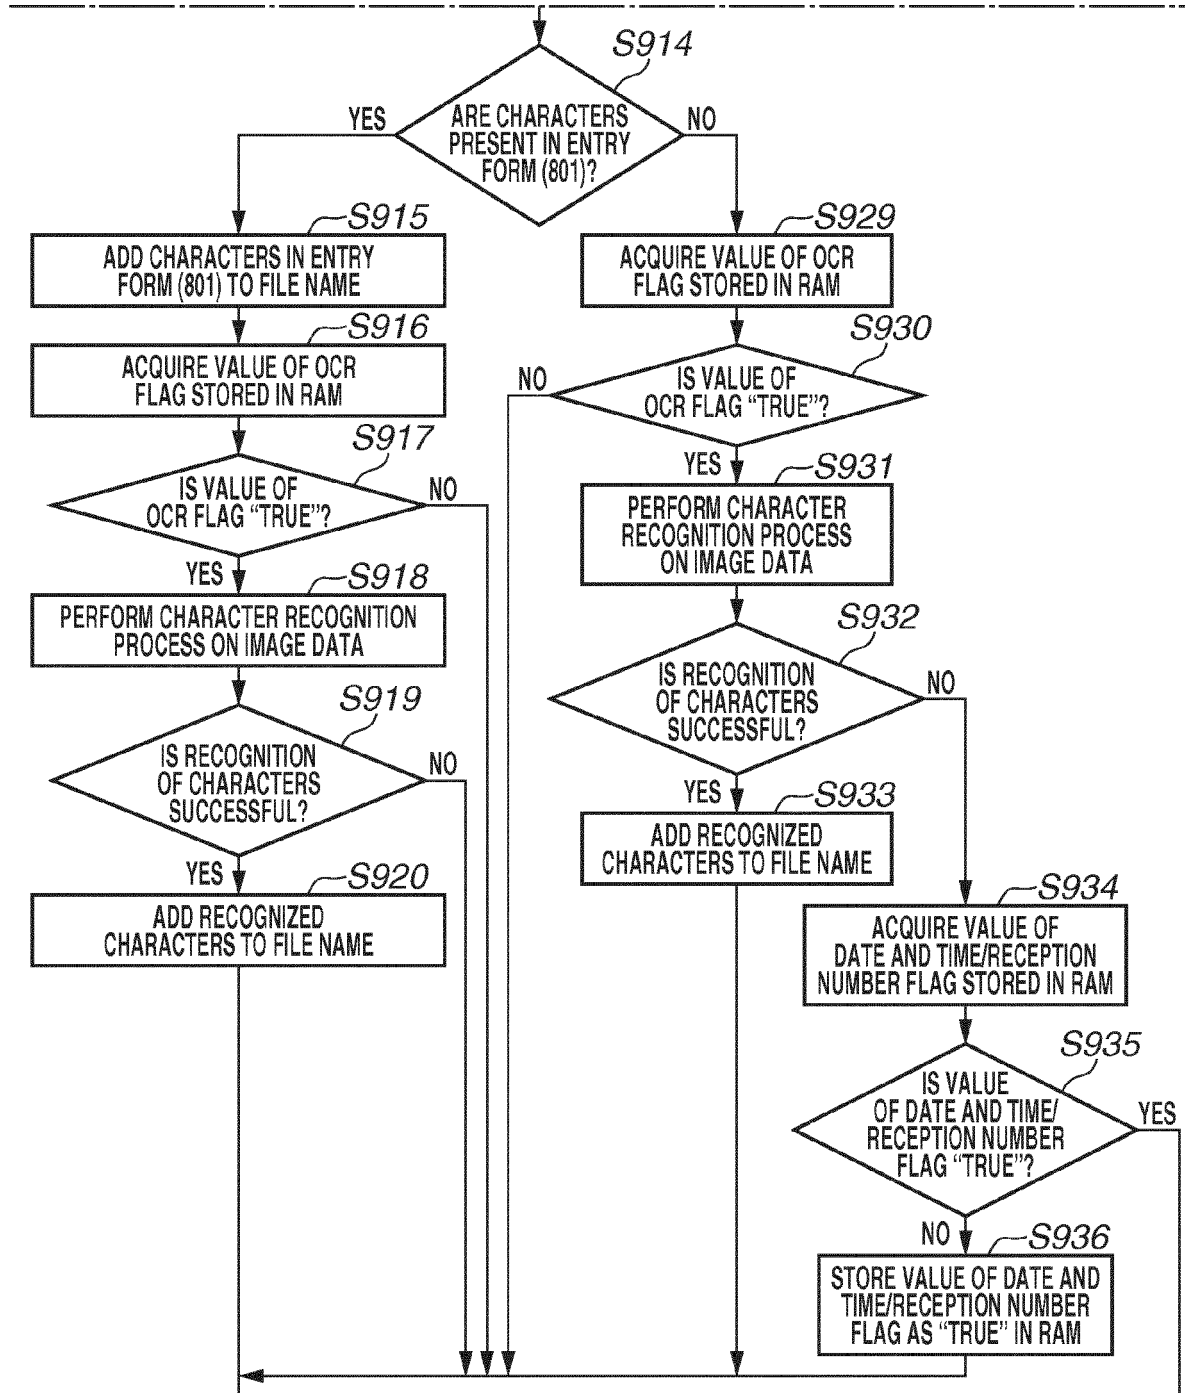 S914
ARE CHARACTERS
PRESENT IN ENTRY
FORM (801)?
YES
NO
S915
ADD CHARACTERS IN ENTRY
FORM (801) TO FILE NAME
S916
ACQUIRE VALUE OF OCR
FLAG STORED IN RAM
S917
IS VALUE OF
OCR FLAG “TRUE”?
NO
YES
S918
PERFORM CHARACTER RECOGNITION
PROCESS ON IMAGE DATA
S919
IS RECOGNITION
OF CHARACTERS
SUCCESSFUL?
NO
YES
S920
ADD RECOGNIZED
CHARACTERS TO FILE NAME
S929
ACQUIRE VALUE OF OCR
FLAG STORED IN RAM
S930
IS VALUE OF
OCR FLAG “TRUE”?
NO
YES
S931
PERFORM CHARACTER
RECOGNITION PROCESS
ON IMAGE DATA
S932
IS RECOGNITION
OF CHARACTERS
SUCCESSFUL?
NO
YES
S933
ADD RECOGNIZED
CHARACTERS TO FILE NAME
S934
ACQUIRE VALUE OF
DATE AND TIME/RECEPTION
NUMBER FLAG STORED IN RAM
S935
IS VALUE
OF DATE AND TIME/
RECEPTION NUMBER
FLAG “TRUE”?
YES
NO
S936
STORE VALUE OF DATE AND
TIME/RECEPTION NUMBER
FLAG AS “TRUE” IN RAM